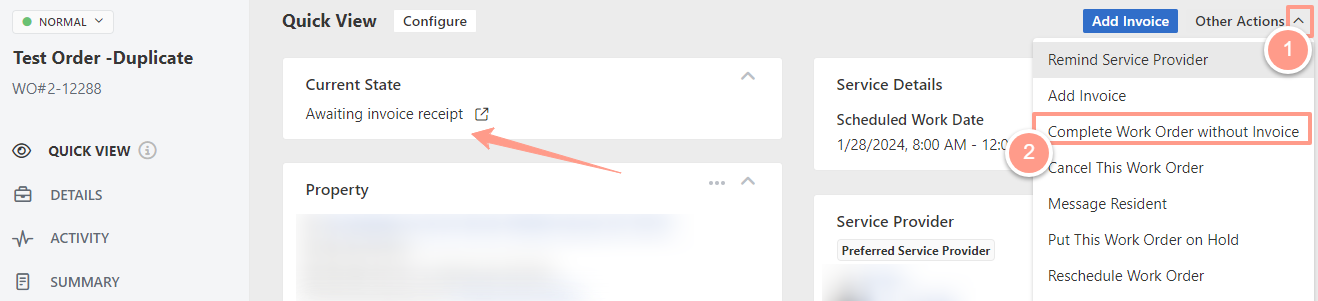 NORMAL
Test Order -Duplicate
WO#2-12288
QUICK VIEW
DETAILS
ACTIVITY
SUMMARY
Quick View
Configure
Add Invoice
Other Actions
1
Current State
Awaiting invoice receipt
Property
Service Details
Scheduled Work Date
1/28/2024, 8:00 AM - 12:0
Service Provider
Preferred Service Provider
Remind Service Provider
Add Invoice
Complete Work Order without Invoice
2
Cancel This Work Order
Message Resident
Put This Work Order on Hold
Reschedule Work Order